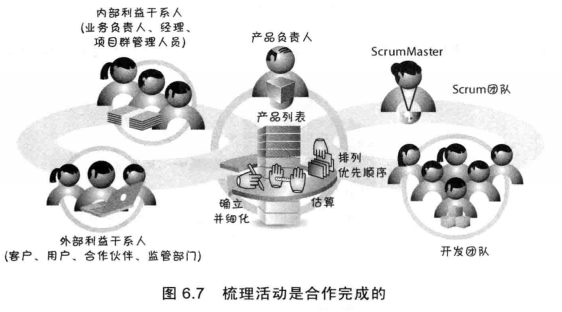 内部利益干系人
(业务负责人、经理、
项目群管理人员)
产品负责人
ScrumMaster
Scrum团队
产品列表
排列
优先顺序
确立
并细化
估算
外部利益干系人
(客户、用户、合作伙伴、监管部门)
开发团队
图 6.7 梳理活动是合作完成的